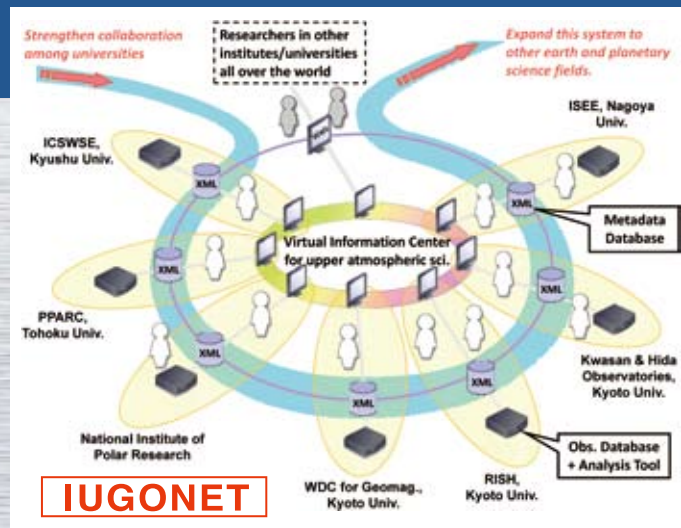 Strengthen collaboration
among universities
Researchers in other
institutes/universities
all over the world
Expand this system to
other earth and planetary
science fields.
ICSWSE,
Kyushu Univ.
ISEE, Nagoya
Univ.
XML
XML
Metadata
Database
Virtual Information Center
for upper atmospheric sci.
XML
XML
PPARC,
Tohoku Univ.
Kwasan & Hida
Observatories,
Kyoto Univ.
XML
XML
XML
National Institute of
Polar Research
Obs. Database
+ Analysis Tool
WDC for Geomag.,
Kyoto Univ.
RISH,
Kyoto Univ.
IUGONET